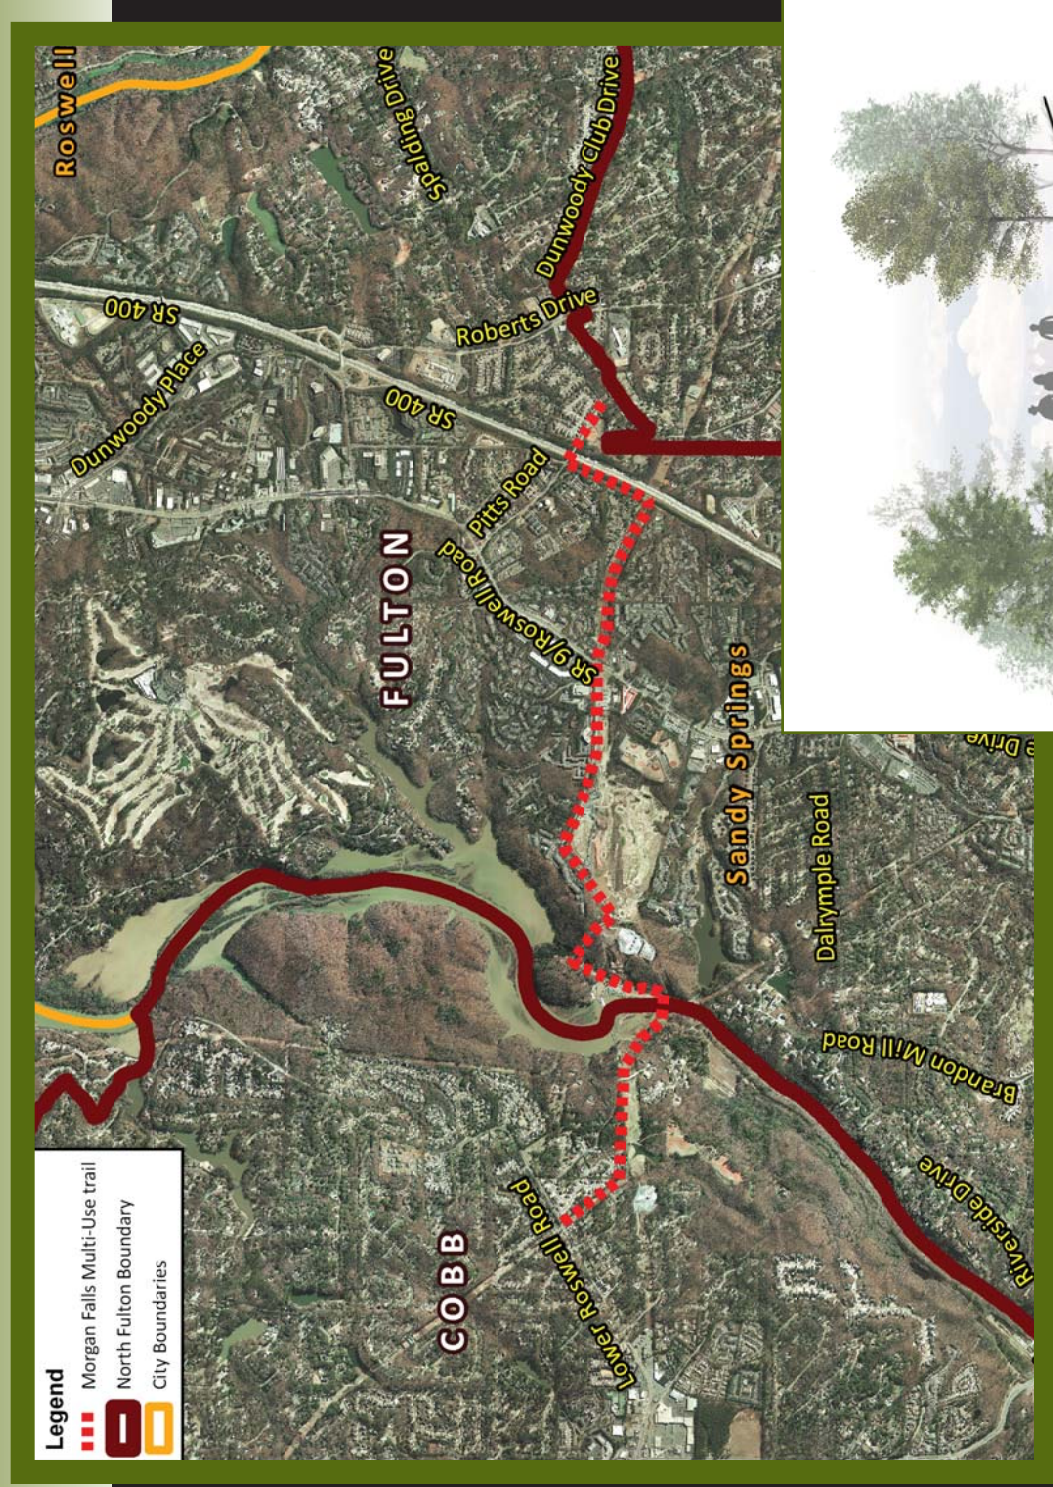 Legend
Morgan Falls Multi-Use trail
North Fulton Boundary
City Boundaries
COBB
Lower Roswell Road
Riverside Drive
Brandon Mill Road
Dalrymple Road
Sandy Springs
FULTON
SR 9/Roswell Road
Pitts Road
Dunwoody Place
SR 400
SR 400
Roberts Drive
Dunwoody Club Drive
Spalding Drive
Roswell
Drive